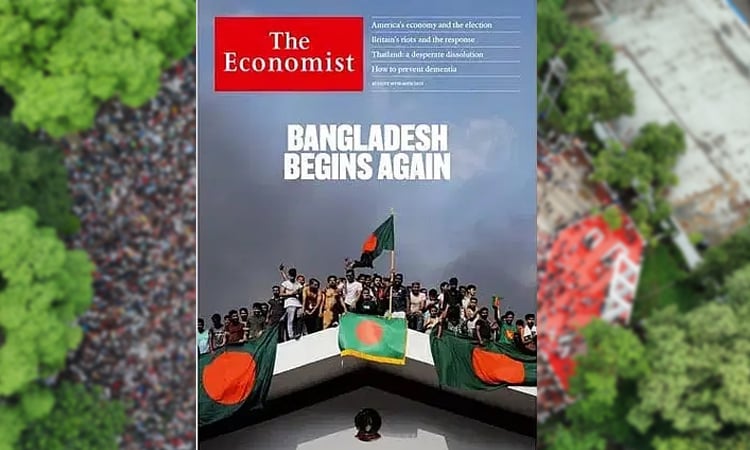 The
Economist
America's economy and the election
Britain's riots and the response
Thailand: a desperate dissolution
How to prevent dementia
BANGLADESH
BEGINS AGAIN